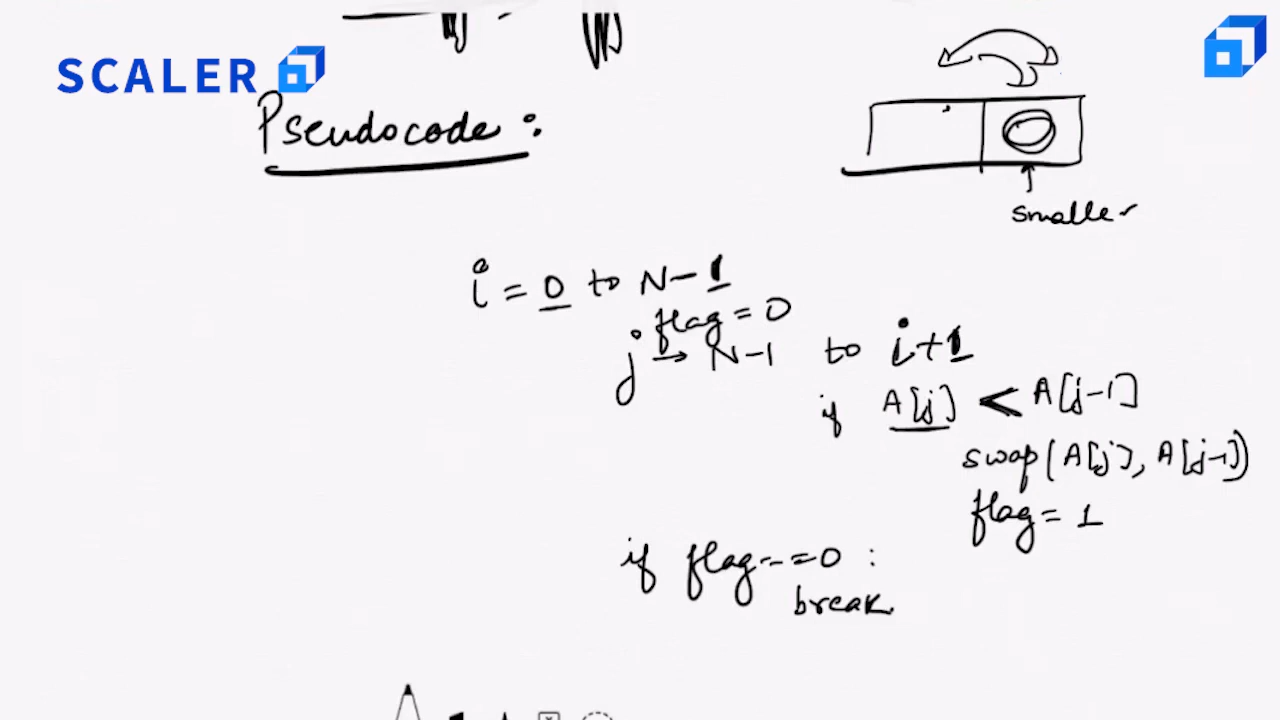 SCALER
Pseudocode :
smaller
i = 0 to N-1
flag = 0
j → N-1 to i+1
if A[j] < A[j-1]
swap(A[j], A[j-1])
flag = 1
if flag == 0 :
break